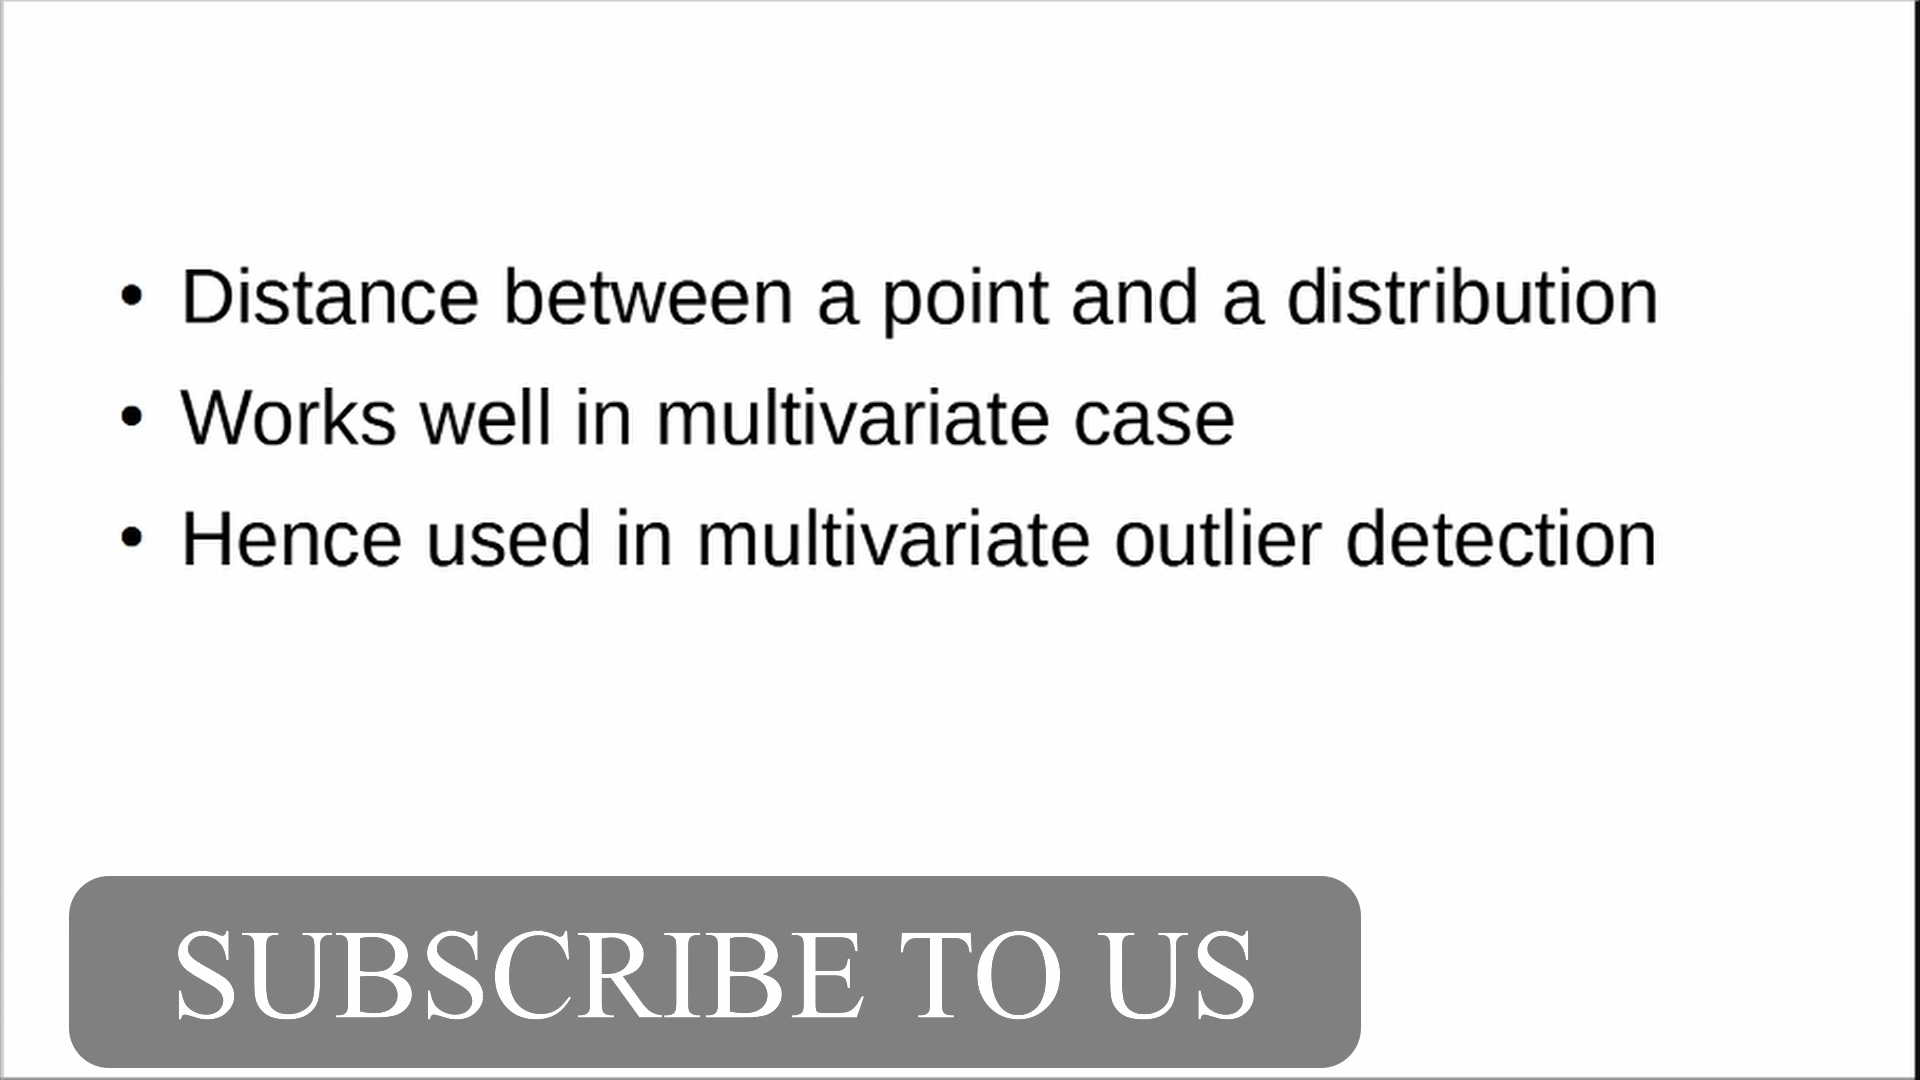 • Distance between a point and a distribution
• Works well in multivariate case
• Hence used in multivariate outlier detection
SUBSCRIBE TO US